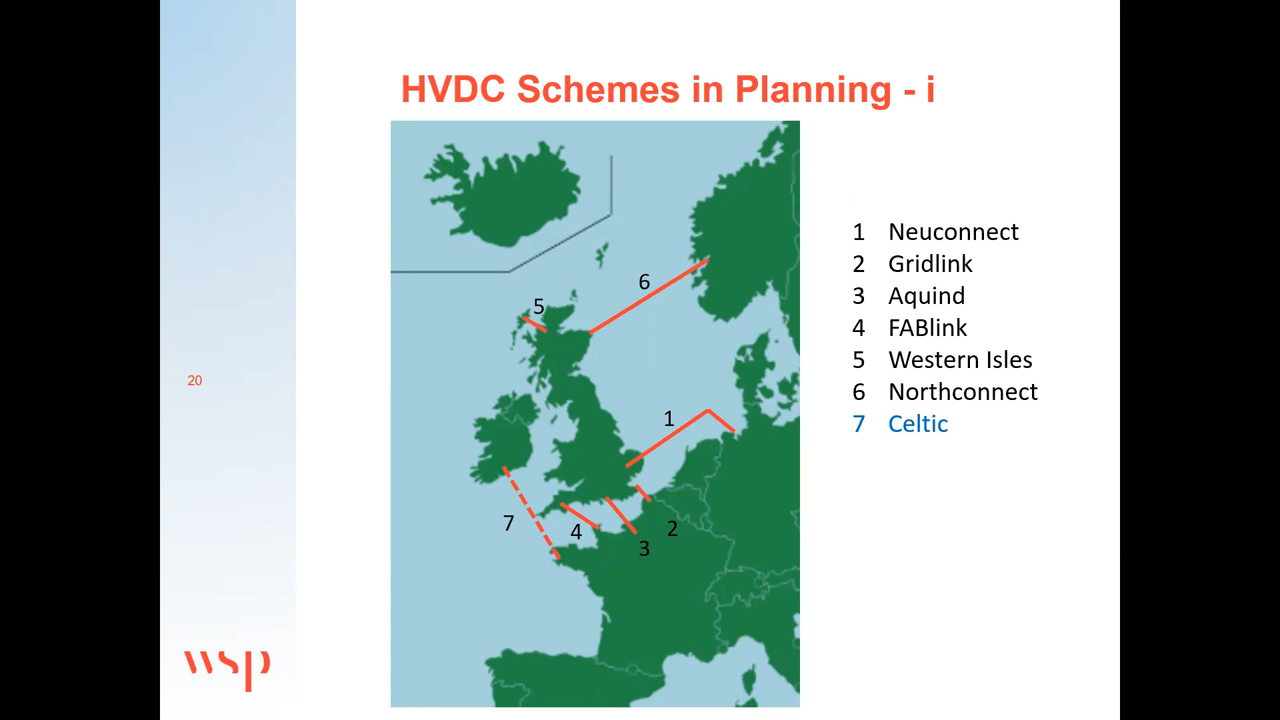 HVDC Schemes in Planning - i
6
5
1
7
4
2
3
1 Neuconnect
2 Gridlink
3 Aquind
4 FABlink
5 Western Isles
6 Northconnect
7 Celtic
20
wsp